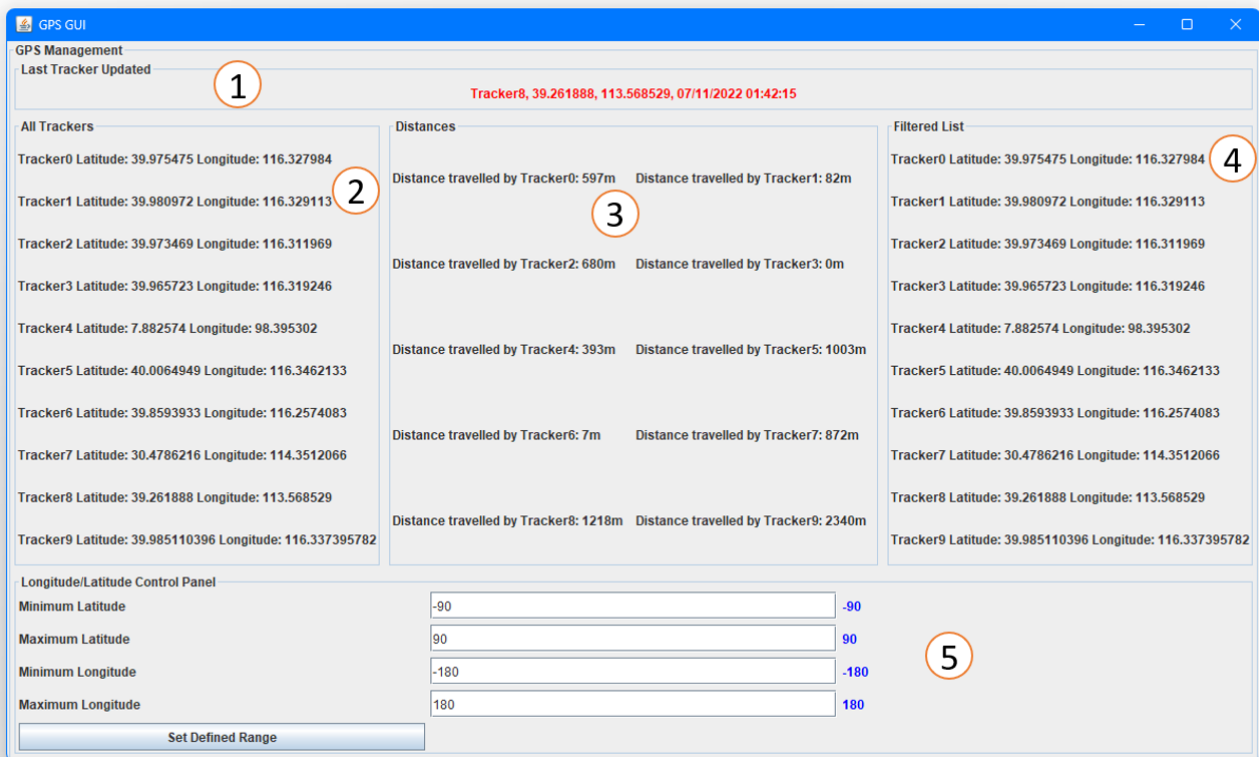 GPS GUI
GPS Management
Last Tracker Updated
1
Tracker8, 39.261888, 113.568529, 07/11/2022 01:42:15
All Trackers
Tracker0 Latitude: 39.975475 Longitude: 116.327984
Tracker1 Latitude: 39.980972 Longitude: 116.329113
2
Tracker2 Latitude: 39.973469 Longitude: 116.311969
Tracker3 Latitude: 39.965723 Longitude: 116.319246
Tracker4 Latitude: 7.882574 Longitude: 98.395302
Tracker5 Latitude: 40.0064949 Longitude: 116.3462133
Tracker6 Latitude: 39.8593933 Longitude: 116.2574083
Tracker7 Latitude: 30.4786216 Longitude: 114.3512066
Tracker8 Latitude: 39.261888 Longitude: 113.568529
Tracker9 Latitude: 39.985110396 Longitude: 116.337395782
Distances
Distance travelled by Tracker0: 597m Distance travelled by Tracker1: 82m
3
Distance travelled by Tracker2: 680m Distance travelled by Tracker3: 0m
Distance travelled by Tracker4: 393m Distance travelled by Tracker5: 1003m
Distance travelled by Tracker6: 7m Distance travelled by Tracker7: 872m
Distance travelled by Tracker8: 1218m Distance travelled by Tracker9: 2340m
Filtered List
Tracker0 Latitude: 39.975475 Longitude: 116.327984
4
Tracker1 Latitude: 39.980972 Longitude: 116.329113
Tracker2 Latitude: 39.973469 Longitude: 116.311969
Tracker3 Latitude: 39.965723 Longitude: 116.319246
Tracker4 Latitude: 7.882574 Longitude: 98.395302
Tracker5 Latitude: 40.0064949 Longitude: 116.3462133
Tracker6 Latitude: 39.8593933 Longitude: 116.2574083
Tracker7 Latitude: 30.4786216 Longitude: 114.3512066
Tracker8 Latitude: 39.261888 Longitude: 113.568529
Tracker9 Latitude: 39.985110396 Longitude: 116.337395782
Longitude/Latitude Control Panel
Minimum Latitude -90 -90
Maximum Latitude 90 90
5
Minimum Longitude -180 -180
Maximum Longitude 180 180
Set Defined Range